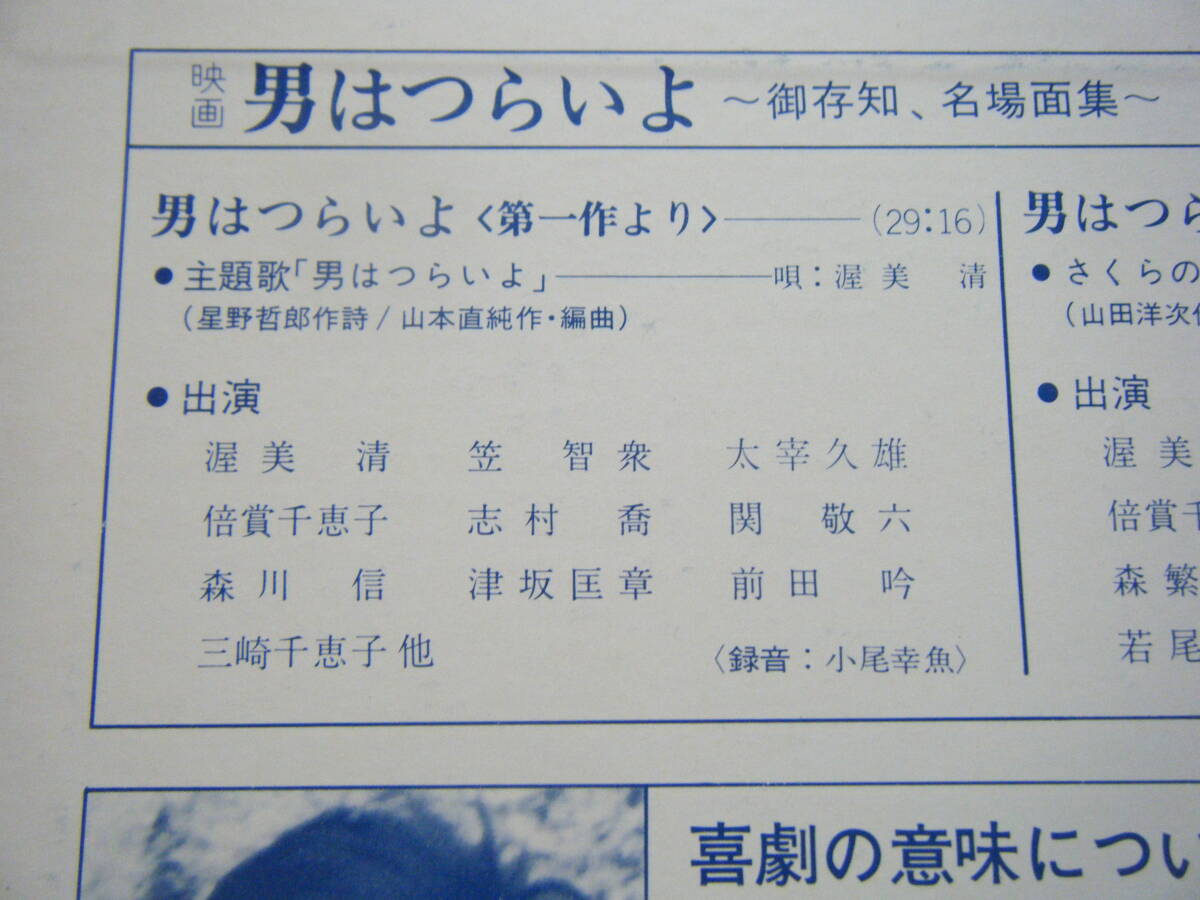 映画 男はつらいよ 〜御存知、名場面集〜
男はつらいよ〈第一作より〉 (29:16)
● 主題歌「男はつらいよ」 唄：渥美 清
(星野哲郎作詩/山本直純作・編曲)
● 出演
渥美 清 笠 智衆 太宰久雄
倍賞千恵子 志村 喬 関 敬六
森川 信 津坂匡章 前田 吟
三崎千恵子 他 〈録音：小尾幸魚〉
男はつら
● さくらの
(山田洋次作
● 出演
渥美
倍賞千
森繁
若尾
喜劇の意味につい